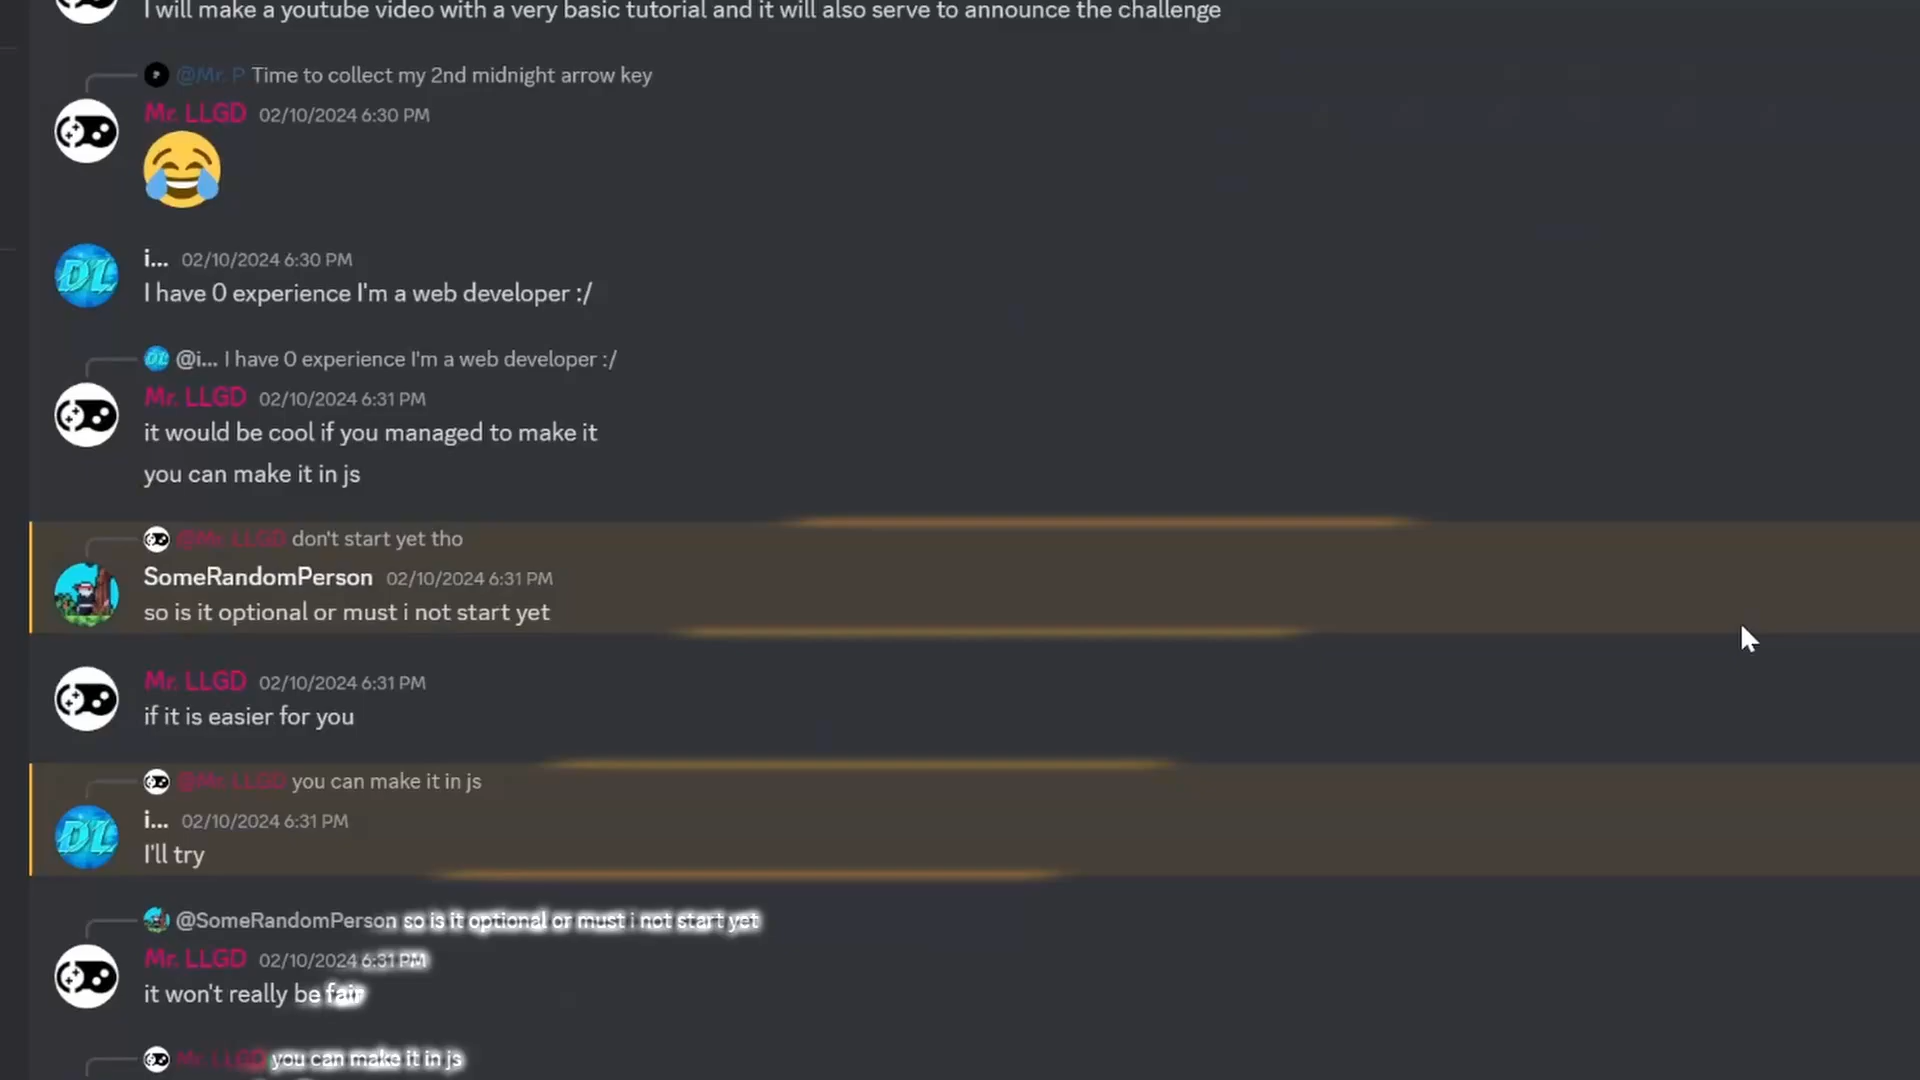 I will make a youtube video with a very basic tutorial and it will also serve to announce the challenge
@Mr. P Time to collect my 2nd midnight arrow key
Mr. LLGD 02/10/2024 6:30 PM
DL
i... 02/10/2024 6:30 PM
I have 0 experience I'm a web developer :/
DL @i... I have 0 experience I'm a web developer :/
Mr. LLGD 02/10/2024 6:31 PM
it would be cool if you managed to make it
you can make it in js
@Mr. LLGD don't start yet tho
SomeRandomPerson 02/10/2024 6:31 PM
so is it optional or must i not start yet
Mr. LLGD 02/10/2024 6:31 PM
if it is easier for you
@Mr. LLGD you can make it in js
DL
i... 02/10/2024 6:31 PM
I'll try
@SomeRandomPerson so is it optional or must i not start yet
Mr. LLGD 02/10/2024 6:31 PM
it won't really be fair
Mr. LLGD you can make it in js